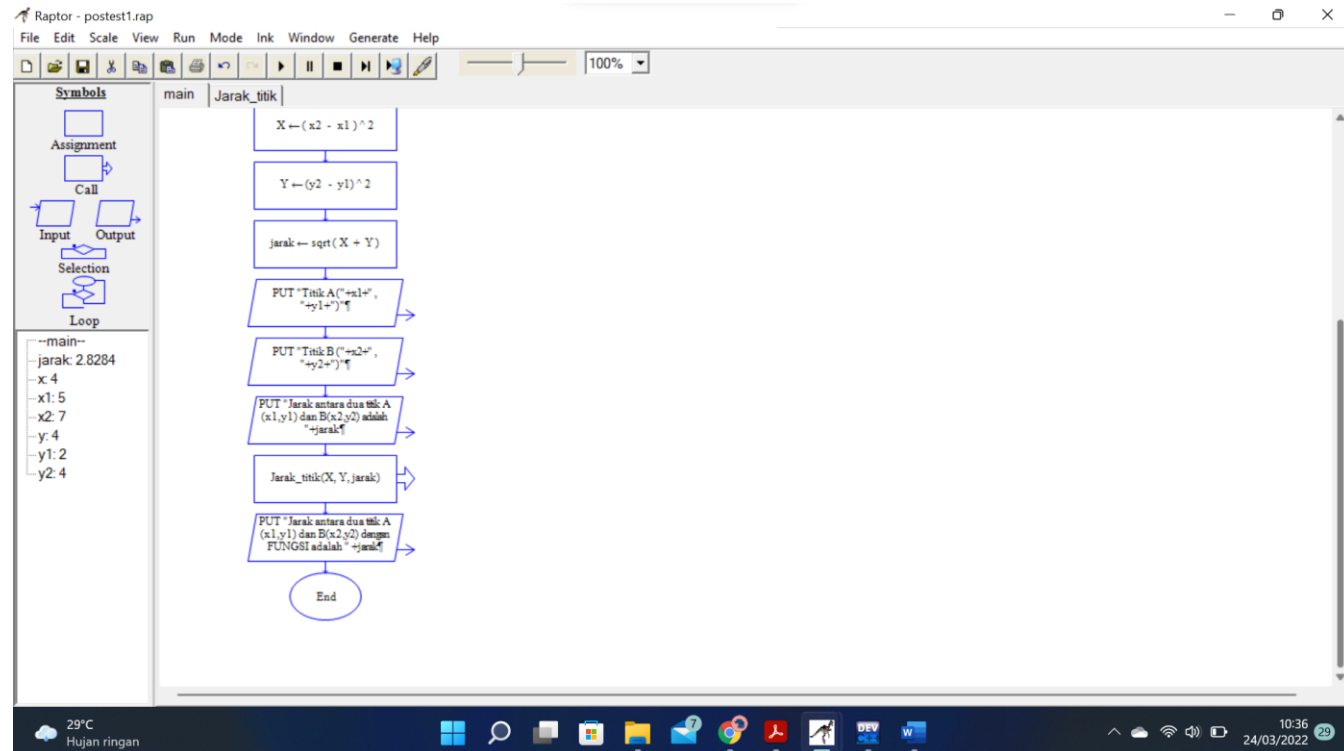 Raptor - postest1.rap
File Edit Scale View Run Mode Ink Window Generate Help
100%
Symbols
Assignment
Call
Input Output
Selection
Loop
--main--
jarak: 2.8284
x: 4
x1: 5
x2: 7
y: 4
y1: 2
y2: 4
main Jarak_titik
X ← ( x2 - x1 ) ^ 2
Y ← (y2 - y1) ^ 2
jarak ← sqrt ( X + Y)
PUT "Titik A("+x1+" ,
"+y1+")"¶
PUT "Titik B ("+x2+" ,
"+y2+")"¶
PUT "Jarak antara dua titik A
(x1,y1) dan B(x2,y2) adalah
"+jarak¶
Jarak_titik(X, Y, jarak)
PUT "Jarak antara dua titik A
(x1,y1) dan B(x2,y2) dengan
FUNGSI adalah " +jarak¶
End
29°C
Hujan ringan
7
DEV
W
10:36
24/03/2022
29